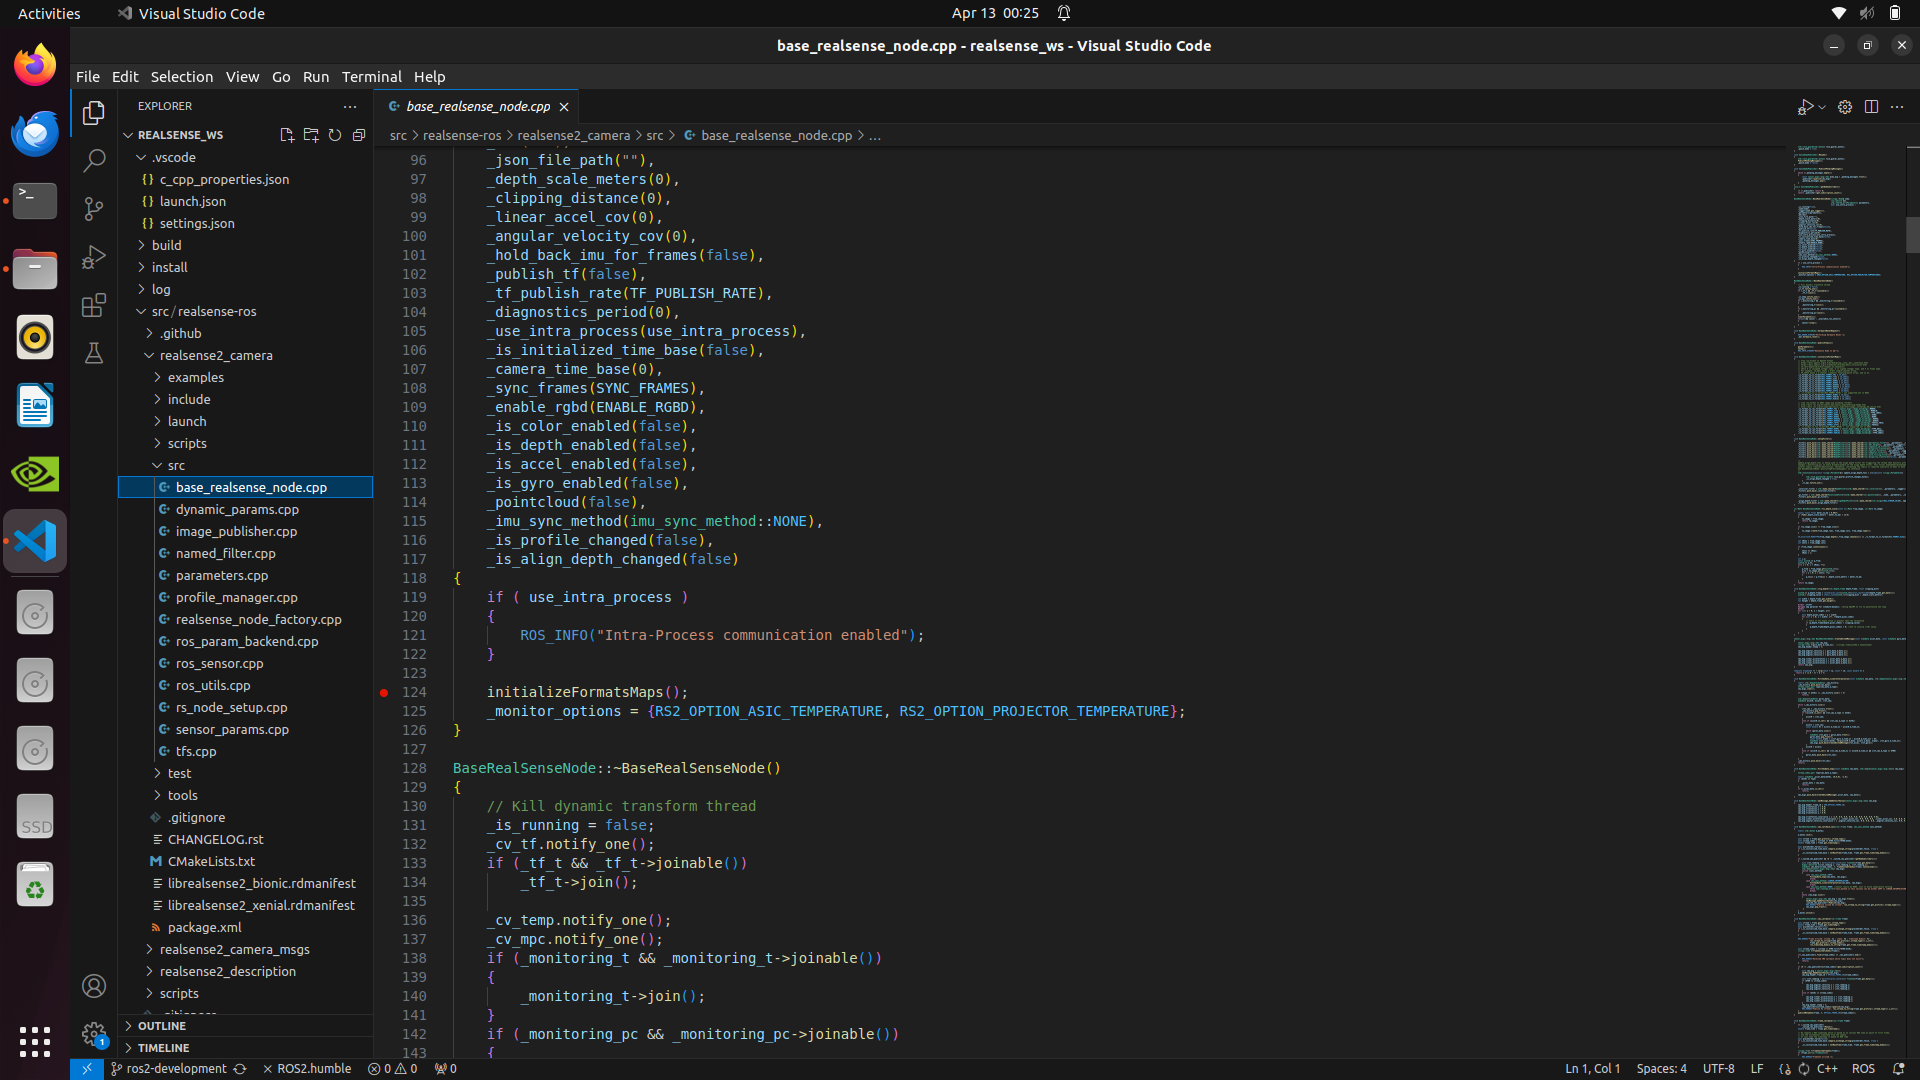 Activities
Visual Studio Code
Apr 13 00:25
base_realsense_node.cpp - realsense_ws - Visual Studio Code
File Edit Selection View Go Run Terminal Help
EXPLORER
REALSENSE_WS
.vscode
c_cpp_properties.json
launch.json
settings.json
build
install
log
src/realsense-ros
.github
realsense2_camera
examples
include
launch
scripts
src
base_realsense_node.cpp
dynamic_params.cpp
image_publisher.cpp
named_filter.cpp
parameters.cpp
profile_manager.cpp
realsense_node_factory.cpp
ros_param_backend.cpp
ros_sensor.cpp
ros_utils.cpp
rs_node_setup.cpp
sensor_params.cpp
tfs.cpp
test
tools
.gitignore
CHANGELOG.rst
CMakeLists.txt
librealsense2_bionic.rdmanifest
librealsense2_xenial.rdmanifest
package.xml
realsense2_camera_msgs
realsense2_description
scripts
OUTLINE
TIMELINE
base_realsense_node.cpp
src > realsense-ros > realsense2_camera > src > base_realsense_node.cpp > ...
96 _json_file_path(""),
97 _depth_scale_meters(0),
98 _clipping_distance(0),
99 _linear_accel_cov(0),
100 _angular_velocity_cov(0),
101 _hold_back_imu_for_frames(false),
102 _publish_tf(false),
103 _tf_publish_rate(TF_PUBLISH_RATE),
104 _diagnostics_period(0),
105 _use_intra_process(use_intra_process),
106 _is_initialized_time_base(false),
107 _camera_time_base(0),
108 _sync_frames(SYNC_FRAMES),
109 _enable_rgbd(ENABLE_RGBD),
110 _is_color_enabled(false),
111 _is_depth_enabled(false),
112 _is_accel_enabled(false),
113 _is_gyro_enabled(false),
114 _pointcloud(false),
115 _imu_sync_method(imu_sync_method::NONE),
116 _is_profile_changed(false),
117 _is_align_depth_changed(false)
118 {
119 if ( use_intra_process )
120 {
121 ROS_INFO("Intra-Process communication enabled");
122 }
123
124 initializeFormatsMaps();
125 _monitor_options = {RS2_OPTION_ASIC_TEMPERATURE, RS2_OPTION_PROJECTOR_TEMPERATURE};
126 }
127
128 BaseRealSenseNode::~BaseRealSenseNode()
129 {
130 // Kill dynamic transform thread
131 _is_running = false;
132 _cv_tf.notify_one();
133 if (_tf_t && _tf_t->joinable())
134 _tf_t->join();
135
136 _cv_temp.notify_one();
137 _cv_mpc.notify_one();
138 if (_monitoring_t && _monitoring_t->joinable())
139 {
140 _monitoring_t->join();
141 }
142 if (_monitoring_pc && _monitoring_pc->joinable())
143 {
SSD
1
ros2-development
ROS2.humble
0 0
0
Ln 1, Col 1
Spaces: 4
UTF-8
LF
C++
ROS